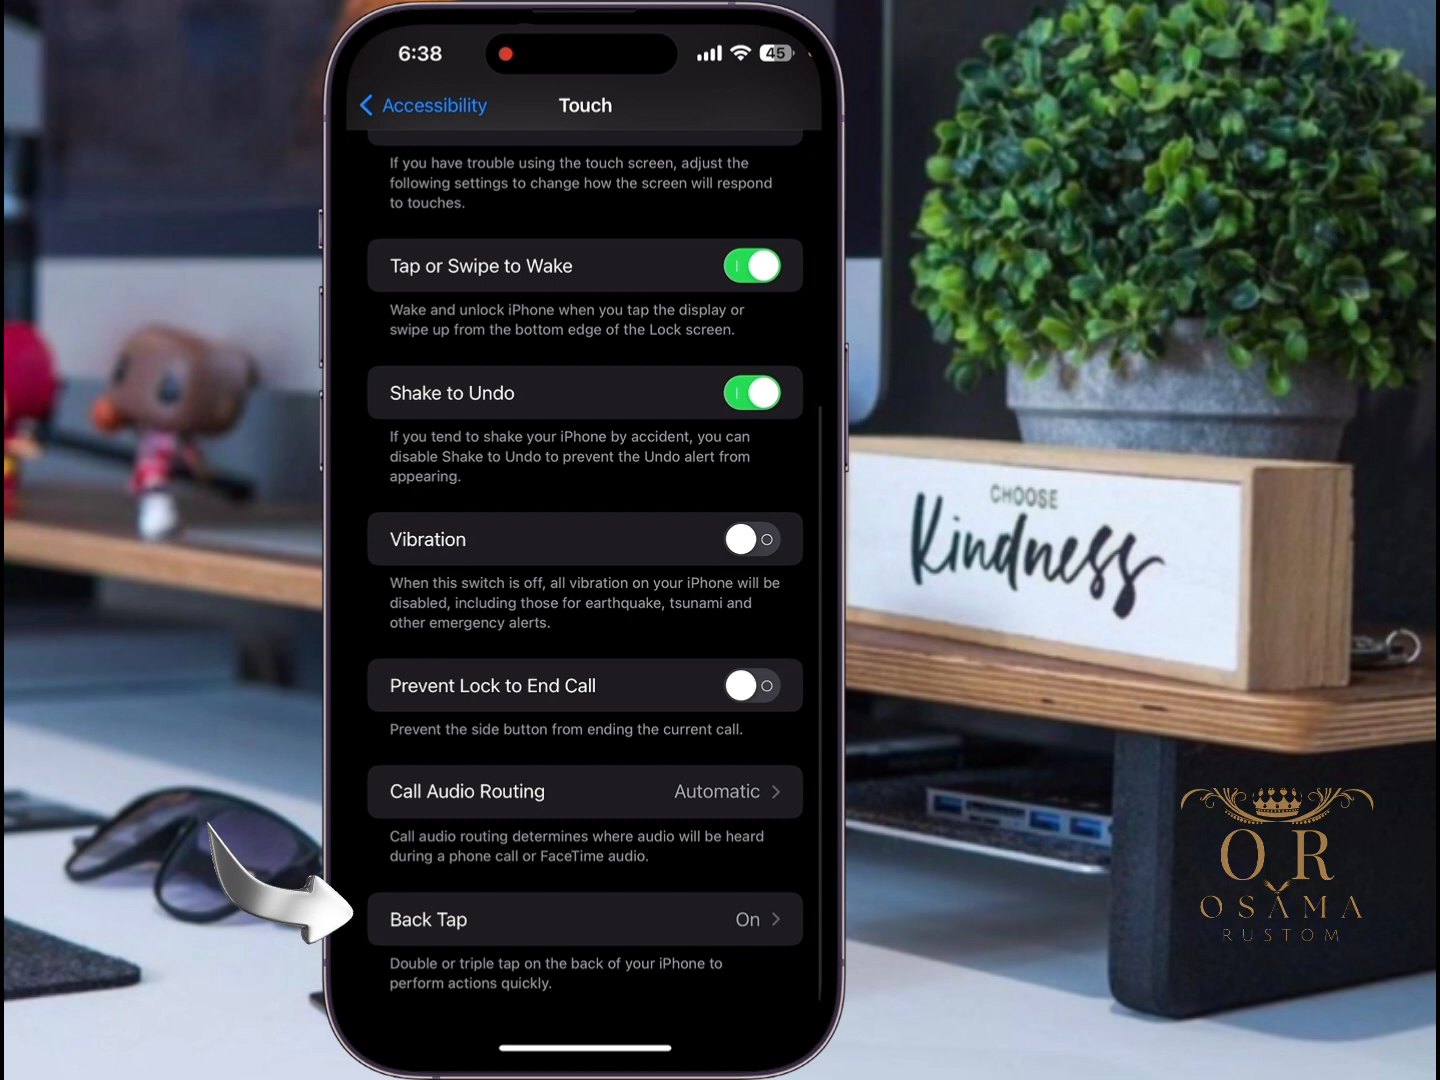 6:38
45
Accessibility
Touch
If you have trouble using the touch screen, adjust the
following settings to change how the screen will respond
to touches.
Tap or Swipe to Wake
Wake and unlock iPhone when you tap the display or
swipe up from the bottom edge of the Lock screen.
Shake to Undo
If you tend to shake your iPhone by accident, you can
disable Shake to Undo to prevent the Undo alert from
appearing.
Vibration
When this switch is off, all vibration on your iPhone will be
disabled, including those for earthquake, tsunami and
other emergency alerts.
Prevent Lock to End Call
Prevent the side button from ending the current call.
Call Audio Routing
Automatic
Call audio routing determines where audio will be heard
during a phone call or FaceTime audio.
Back Tap
On
Double or triple tap on the back of your iPhone to
perform actions quickly.
CHOOSE
Kindness
OR
OSAMA
RUSTOM